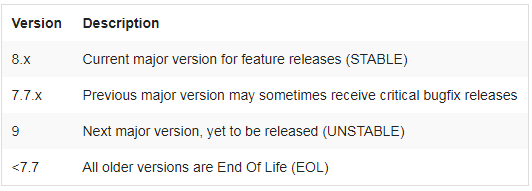 Version Description
8.x Current major version for feature releases (STABLE)
7.7.x Previous major version may sometimes receive critical bugfix releases
9 Next major version, yet to be released (UNSTABLE)
<7.7 All older versions are End Of Life (EOL)